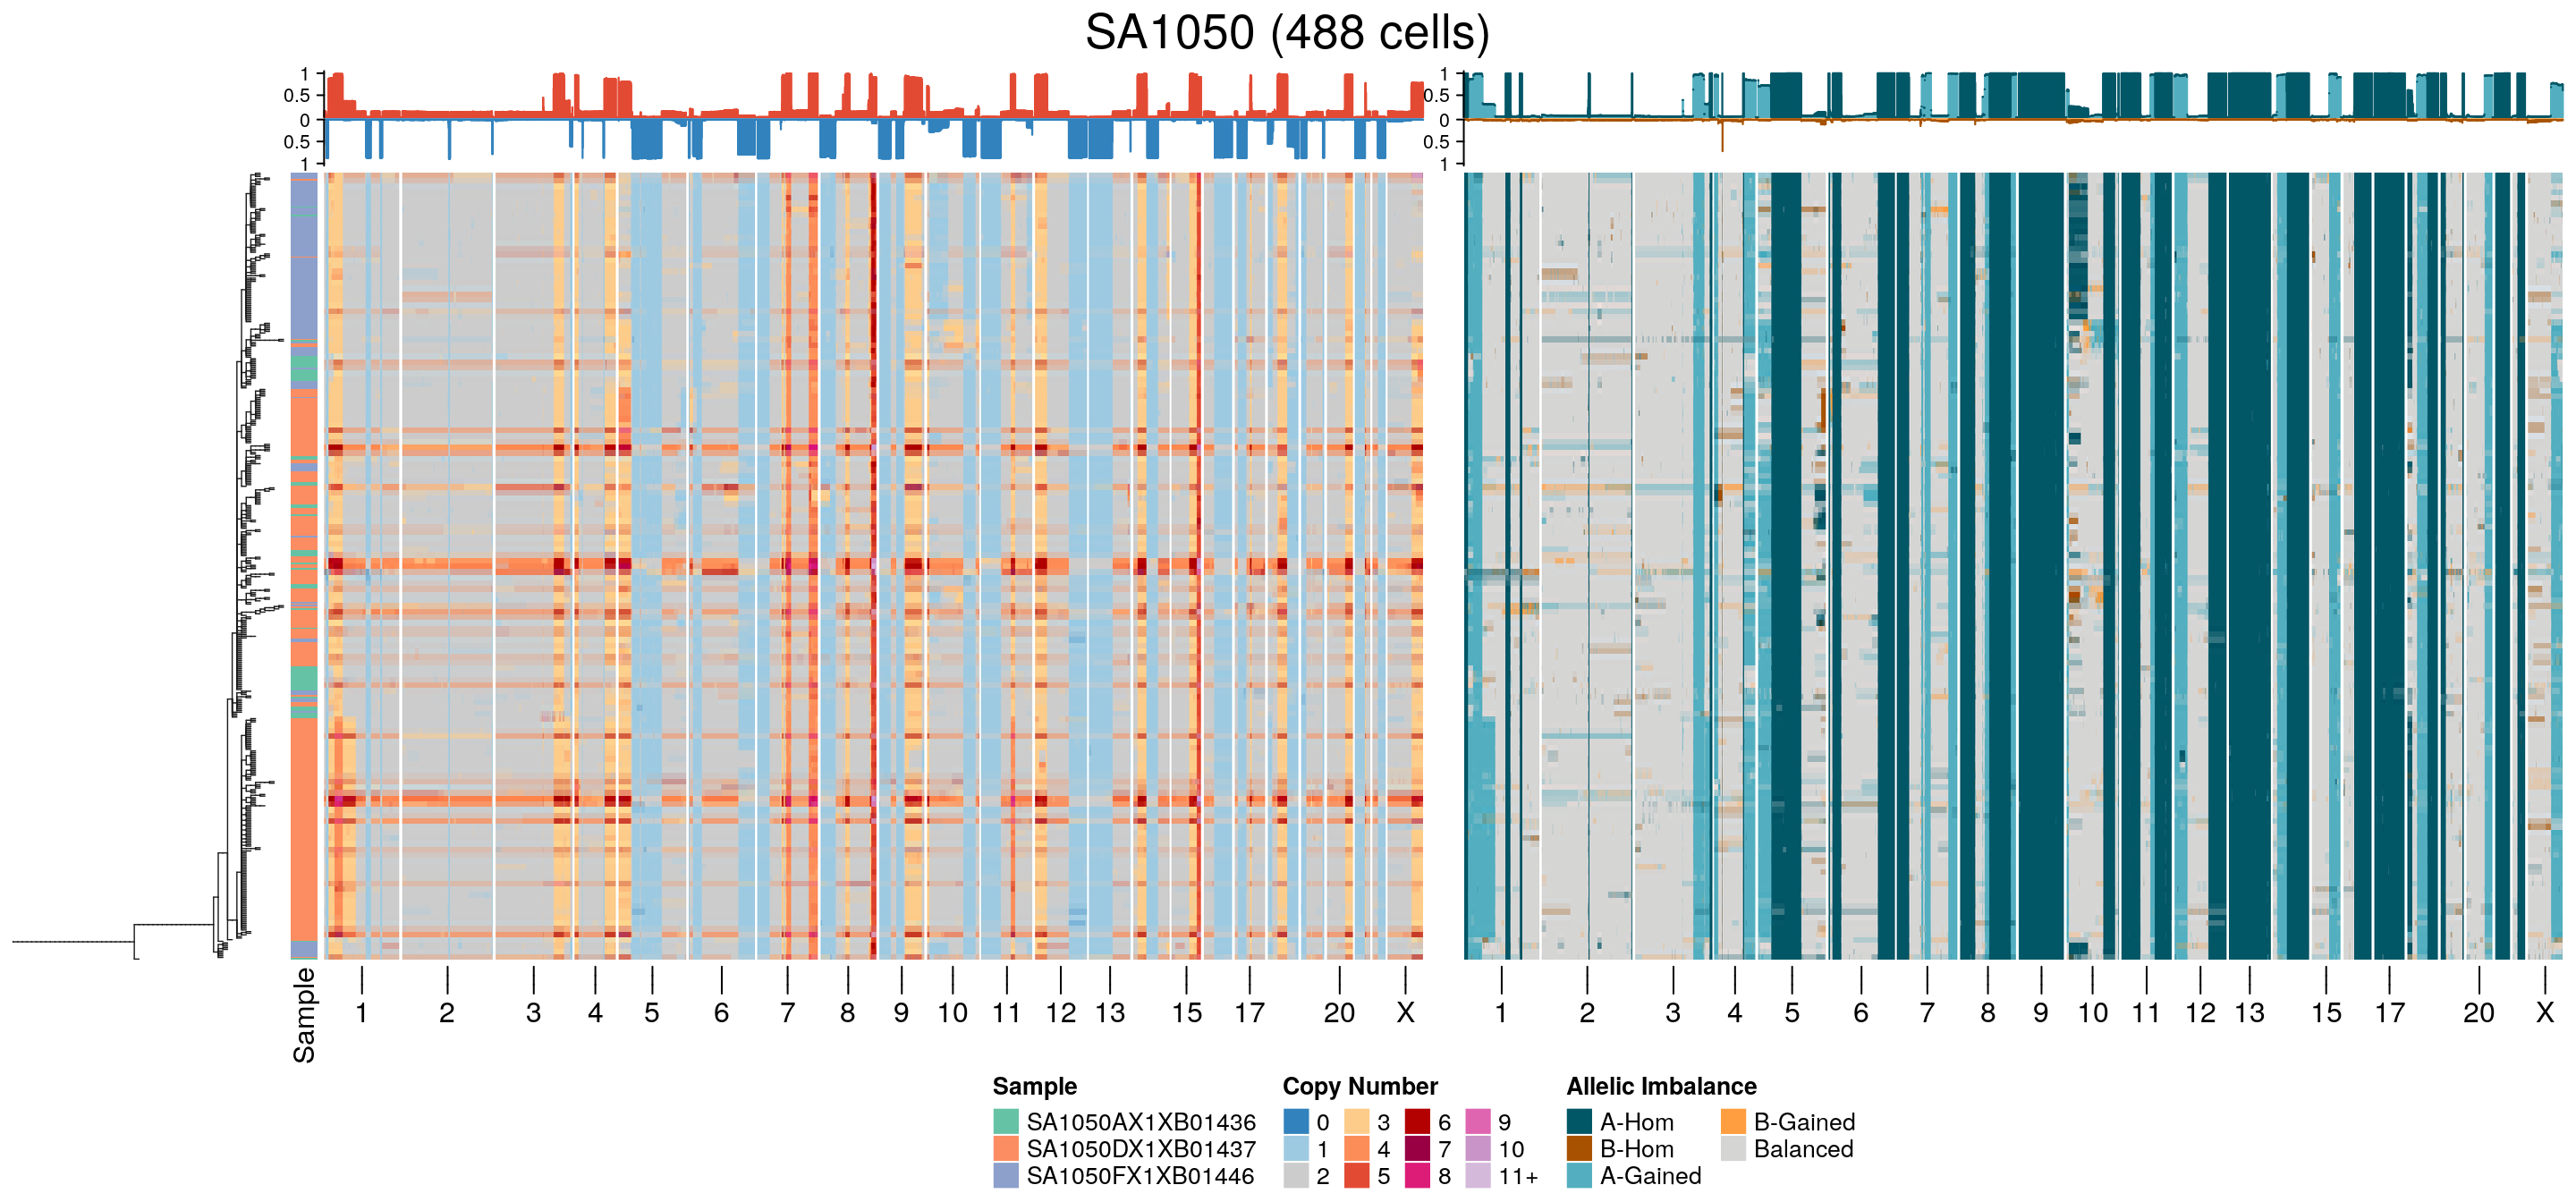 SA1050 (488 cells)
1
0.5
0
0.5
1
1
0.5
0
0.5
1
Sample
1 2 3 4 5 6 7 8 9 10 11 12 13 15 17 20 X
1 2 3 4 5 6 7 8 9 10 11 12 13 15 17 20 X
Sample
SA1050AX1XB01436
SA1050DX1XB01437
SA1050FX1XB01446
Copy Number
0 3 6 9
1 4 7 10
2 5 8 11+
Allelic Imbalance
A-Hom B-Gained
B-Hom Balanced
A-Gained